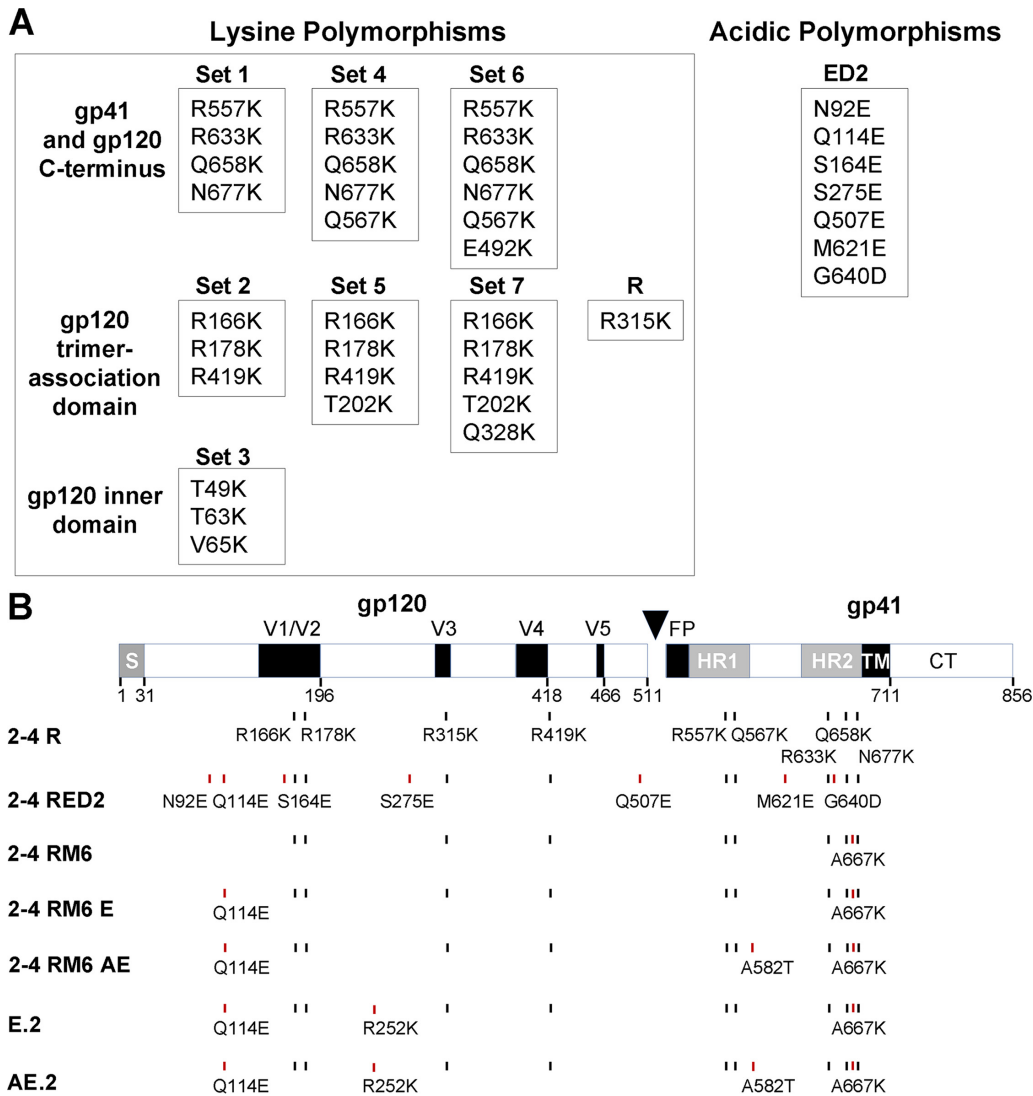 A
Lysine Polymorphisms
Acidic Polymorphisms
gp41
and gp120
C-terminus
Set 1
R557K
R633K
Q658K
N677K
Set 4
R557K
R633K
Q658K
N677K
Q567K
Set 6
R557K
R633K
Q658K
N677K
Q567K
E492K
ED2
N92E
Q114E
S164E
S275E
Q507E
M621E
G640D
gp120
trimer-
association
domain
Set 2
R166K
R178K
R419K
Set 5
R166K
R178K
R419K
T202K
Set 7
R166K
R178K
R419K
T202K
Q328K
R
R315K
gp120 inner
domain
Set 3
T49K
T63K
V65K
B
gp120 gp41
V1/V2 V3 V4 V5 FP
S HR1 HR2 TM CT
1 31 196 418 466 511 711 856
2-4 R
R166K R178K R315K R419K R557K Q567K Q658K
R633K N677K
2-4 RED2
N92E Q114E S164E S275E Q507E M621E G640D
2-4 RM6
A667K
2-4 RM6 E
Q114E A667K
2-4 RM6 AE
Q114E A582T A667K
E.2
Q114E R252K A667K
AE.2
Q114E R252K A582T A667K